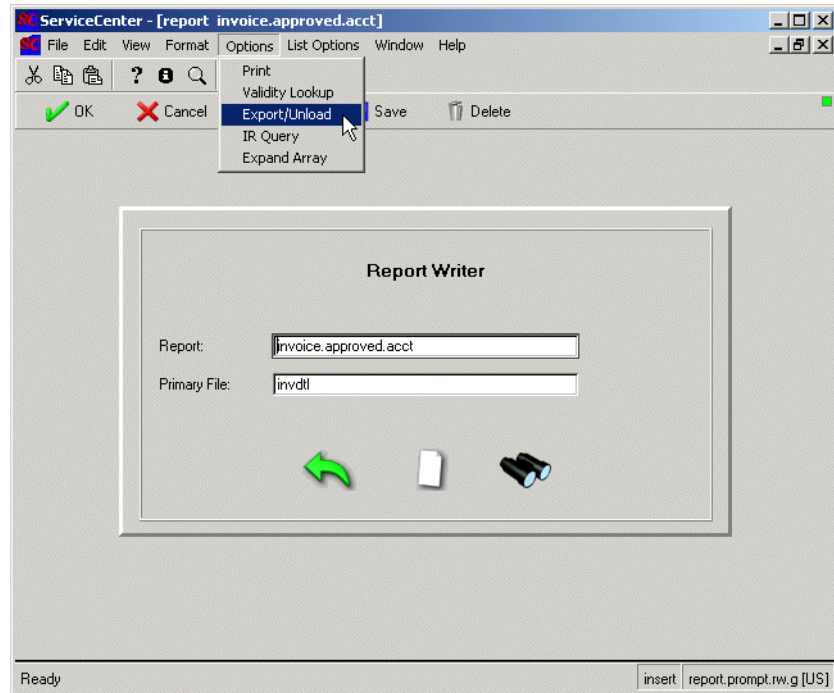 SC ServiceCenter - [report invoice.approved.acct]
SC File Edit View Format Options List Options Window Help
Print
Validity Lookup
OK Cancel Export/Unload Save Delete
IR Query
Expand Array
Report Writer
Report: invoice.approved.acct
Primary File: invdtl
Ready insert report.prompt.rw.g [US]